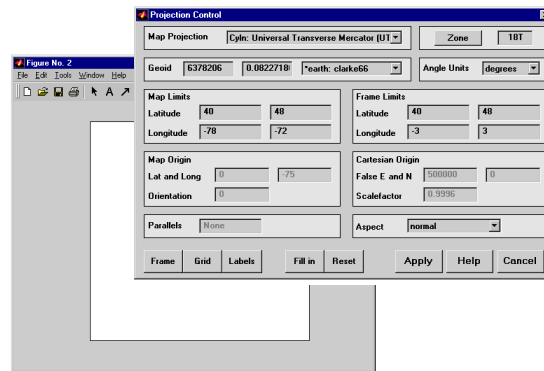 Projection Control
Map Projection Cyln: Universal Transverse Mercator (UT Zone 18T
Geoid 6378206 0.0822718 *earth: clarke66 Angle Units degrees
Map Limits Frame Limits
Latitude 40 48 Latitude 40 48
Longitude -78 -72 Longitude -3 3
Map Origin Cartesian Origin
Lat and Long 0 -75 False E and N 500000 0
Orientation 0 Scalefactor 0.9996
Parallels None Aspect normal
Frame Grid Labels Fill in Reset Apply Help Cancel
Figure No. 2
File Edit Tools Window Help
A